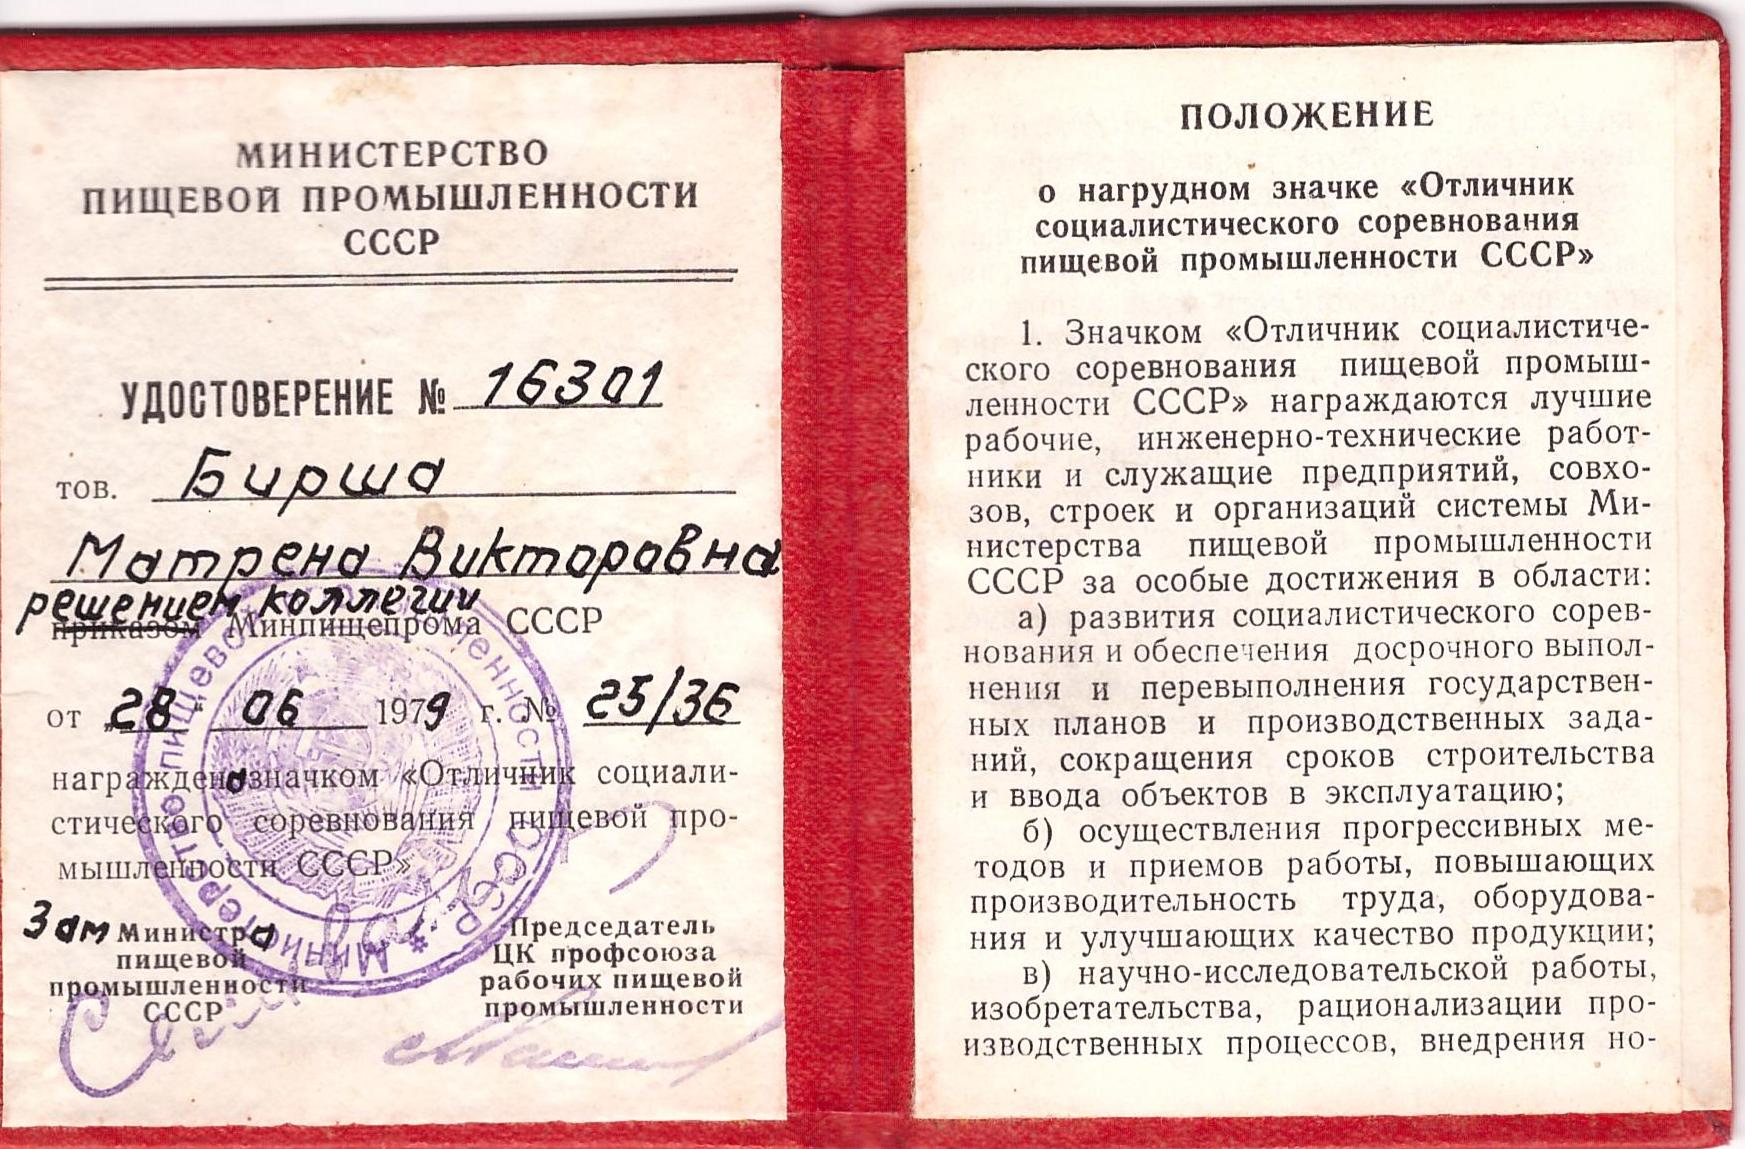 МИНИСТЕРСТВО
ПИЩЕВОЙ ПРОМЫШЛЕННОСТИ
СССР
УДОСТОВЕРЕНИЕ № 16301
тов. Бирша
Матрена Викторовна
решением коллегии
приказом Минпищепрома СССР
от „28" 06 1979 г. № 25/36
награждена значком «Отличник социали-
стического соревнования пищевой про-
мышленности СССР»
Зам Министра
пищевой
промышленности
СССР
Председатель
ЦК профсоюза
рабочих пищевой
промышленности
Министерство пищевой промышленности СССР *
ПОЛОЖЕНИЕ
о нагрудном значке «Отличник
социалистического соревнования
пищевой промышленности СССР»
1. Значком «Отличник социалистиче-
ского соревнования пищевой промыш-
ленности СССР» награждаются лучшие
рабочие, инженерно-технические работ-
ники и служащие предприятий, совхо-
зов, строек и организаций системы Ми-
нистерства пищевой промышленности
СССР за особые достижения в области:
а) развития социалистического сорев-
нования и обеспечения досрочного выпол-
нения и перевыполнения государствен-
ных планов и производственных зада-
ний, сокращения сроков строительства
и ввода объектов в эксплуатацию;
б) осуществления прогрессивных ме-
тодов и приемов работы, повышающих
производительность труда, оборудова-
ния и улучшающих качество продукции;
в) научно-исследовательской работы,
изобретательства, рационализации про-
изводственных процессов, внедрения но-